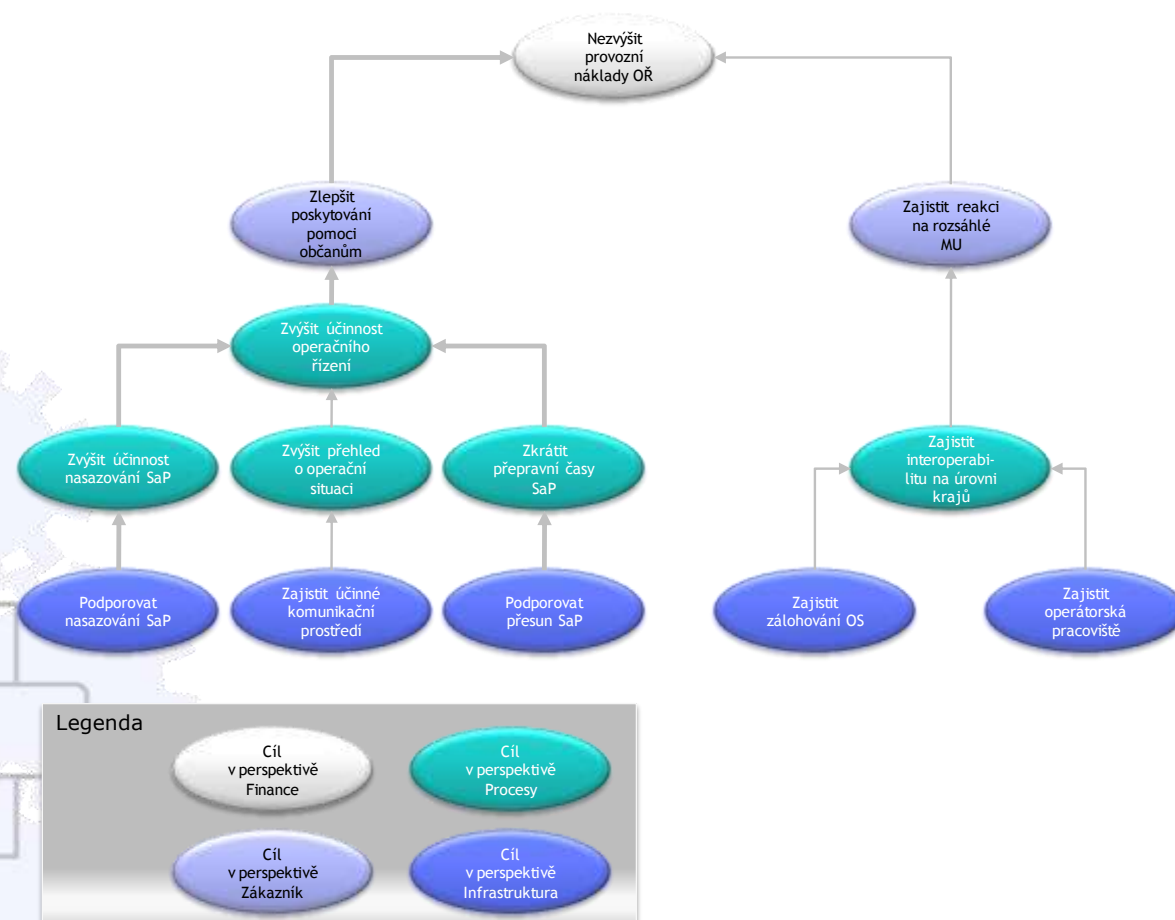 Nezvýšit
provozní
náklady OŘ
Zlepšit
poskytování
pomoci
občanům
Zajistit reakci
na rozsáhlé
MU
Zvýšit účinnost
operačního
řízení
Zvýšit účinnost
nasazování SaP
Zvýšit přehled
o operační
situaci
Zkrátit
přepravní časy
SaP
Zajistit
interoperabi-
litu na úrovni
krajů
Podporovat
nasazování SaP
Zajistit účinné
komunikační
prostředí
Podporovat
přesun SaP
Zajistit
zálohování OS
Zajistit
operátorská
pracoviště
Legenda
Cíl
v perspektivě
Finance
Cíl
v perspektivě
Procesy
Cíl
v perspektivě
Zákazník
Cíl
v perspektivě
Infrastruktura